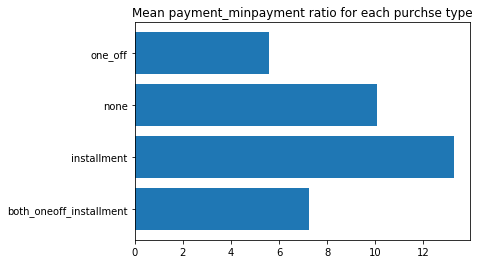 Mean payment_minpayment ratio for each purchse type
one_off
none
installment
both_oneoff_installment
0 2 4 6 8 10 12